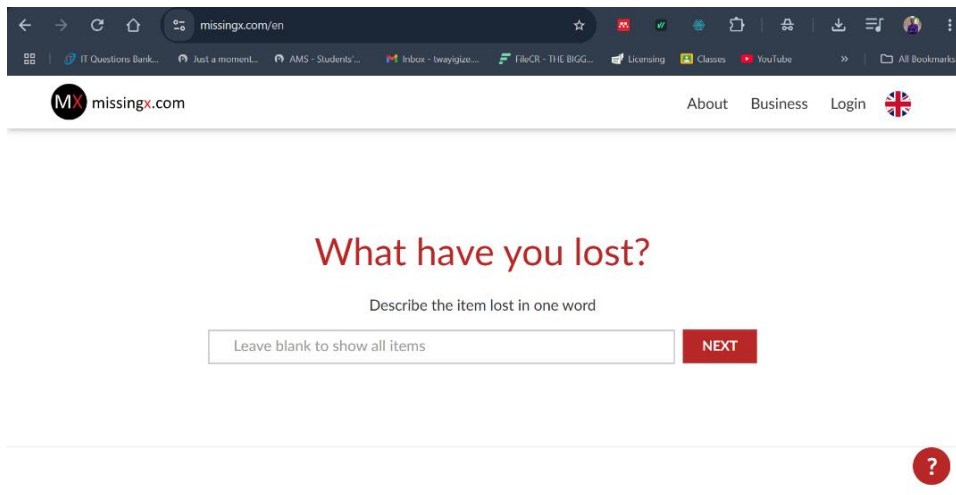 missingx.com/en
IT Questions Bank... Just a moment... AMS - Students'... Inbox - twayigize.... FileCR - THE BIGG... Licensing Classes YouTube » All Bookmarks
MX missingx.com About Business Login
What have you lost?
Describe the item lost in one word
Leave blank to show all items NEXT
?